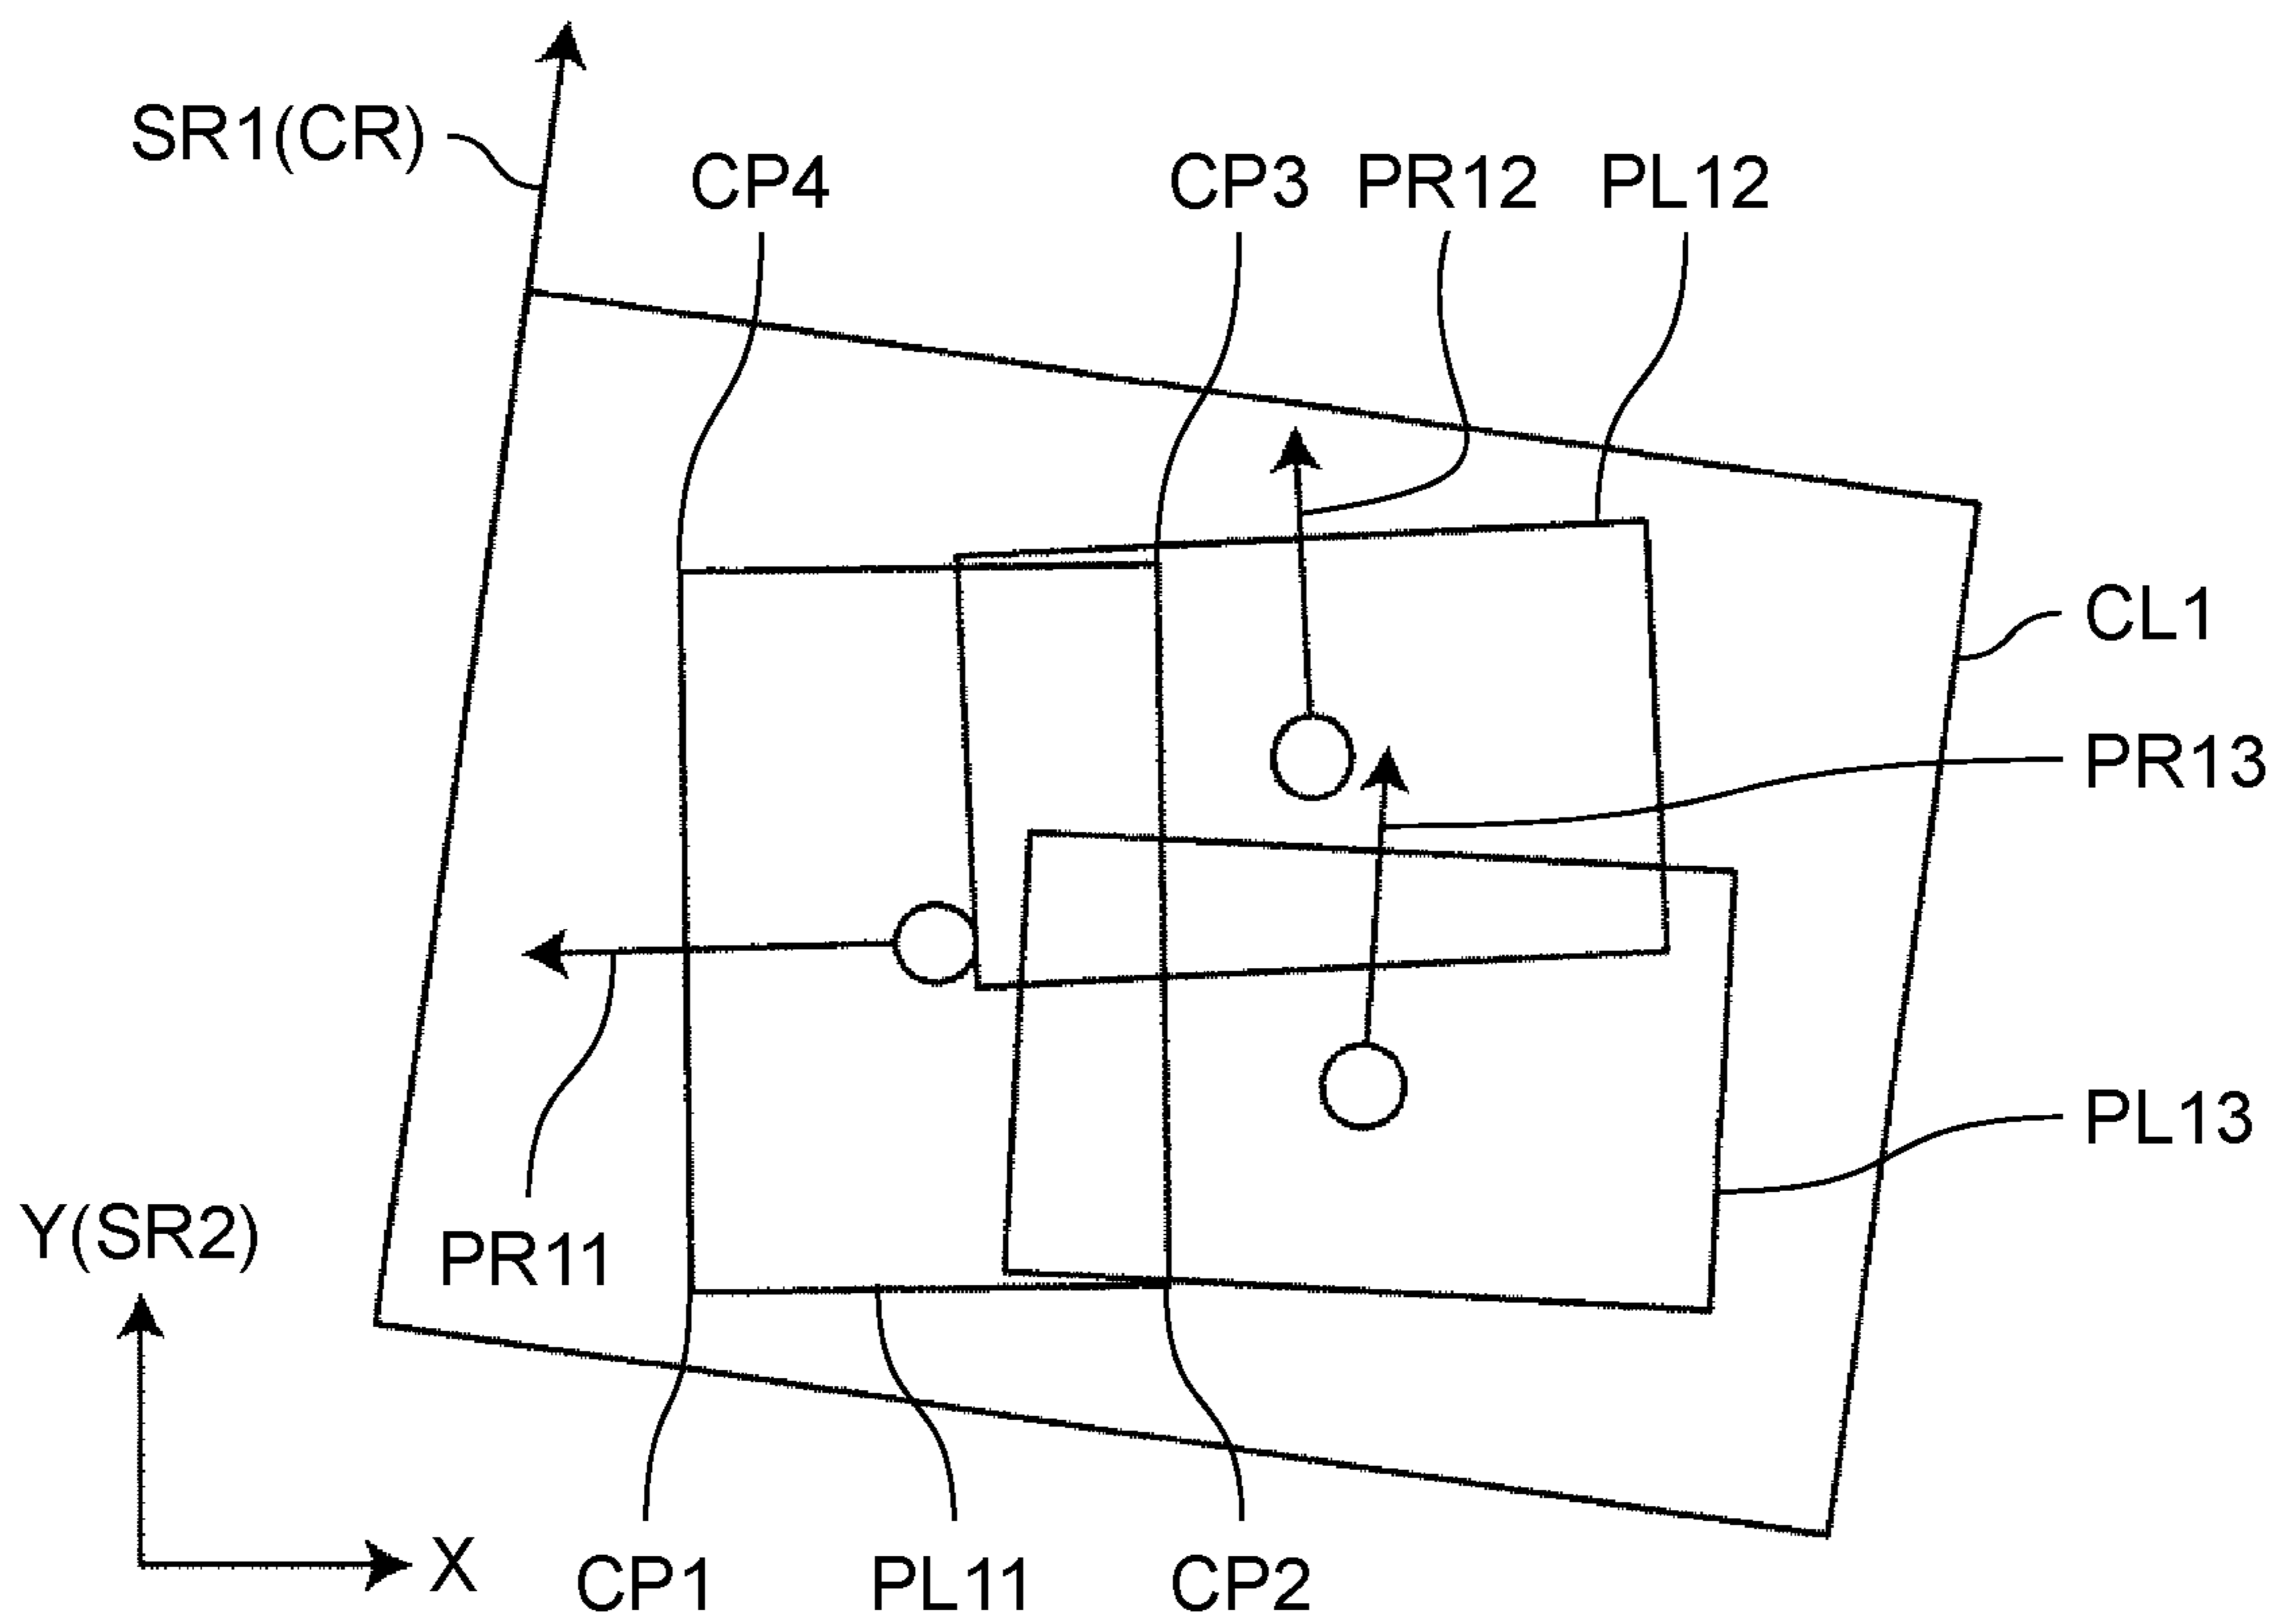 SR1(CR)
CP4
CP3
PR12
PL12
CL1
PR13
PL13
PR11
Y(SR2)
X
CP1
PL11
CP2